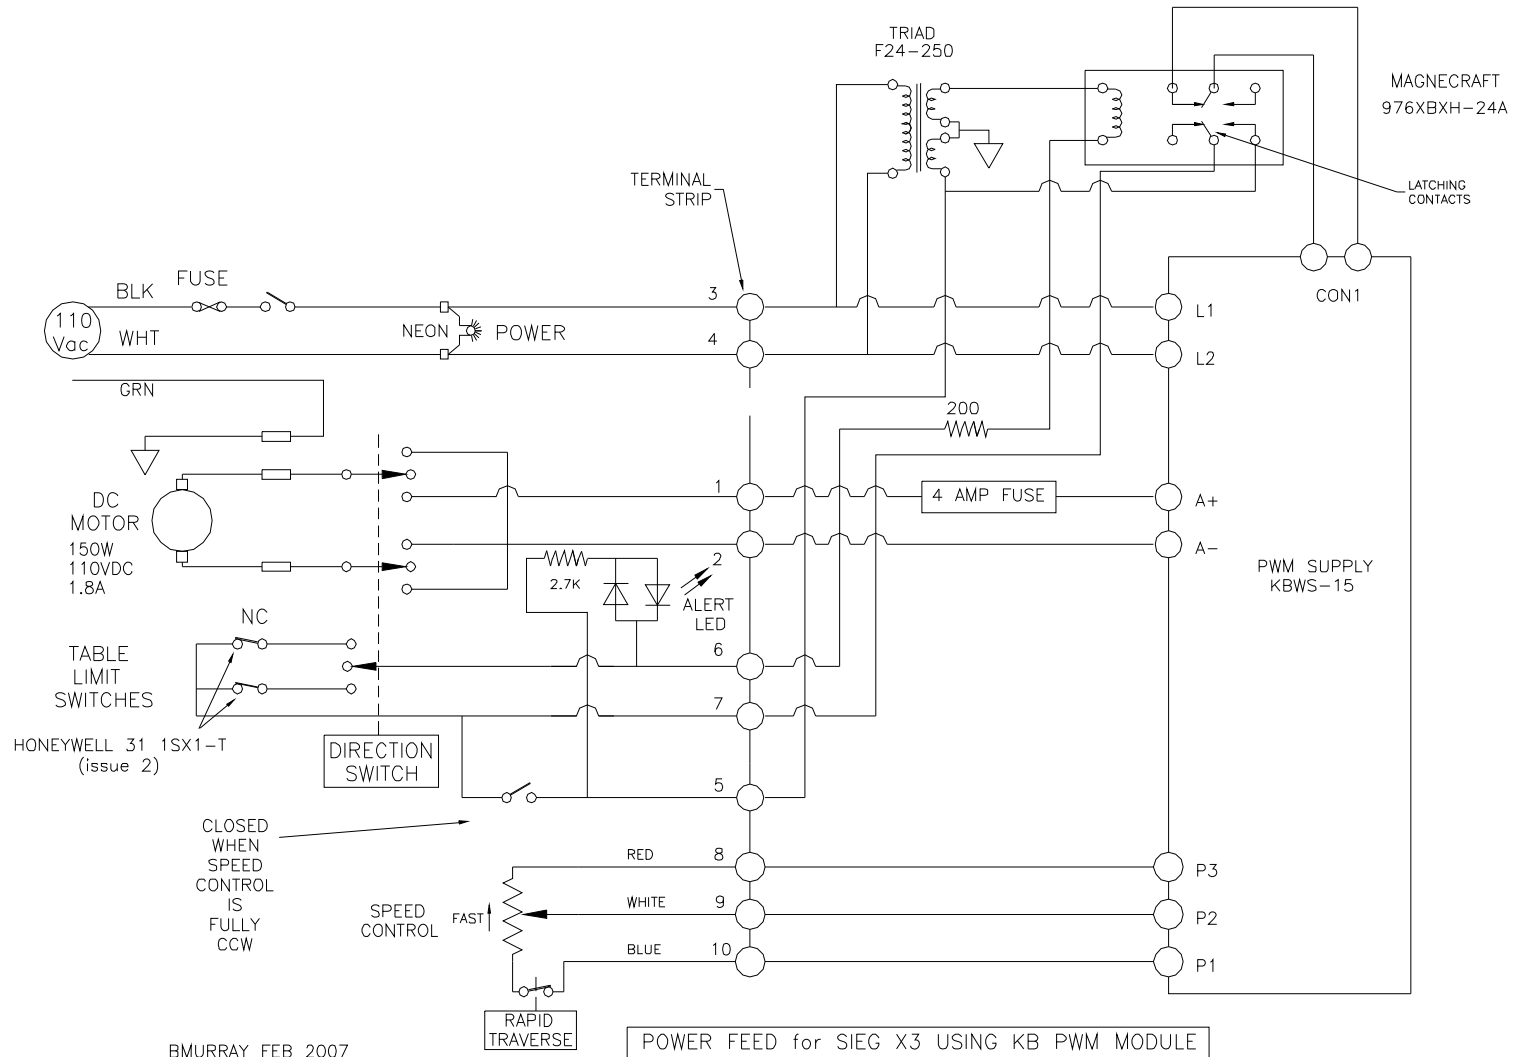 TRIAD
F24-250
MAGNECRAFT
976XBXH-24A
LATCHING
CONTACTS
TERMINAL
STRIP
CON1
110
Vac
BLK
FUSE
WHT
NEON
POWER
3
4
L1
L2
GRN
200
DC
MOTOR
150W
110VDC
1.8A
1
4 AMP FUSE
A+
A-
2
2.7K
ALERT
LED
PWM SUPPLY
KBWS-15
NC
TABLE
LIMIT
SWITCHES
6
7
HONEYWELL 31 1SX1-T
(issue 2)
DIRECTION
SWITCH
5
CLOSED
WHEN
SPEED
CONTROL
IS
FULLY
CCW
SPEED
CONTROL
FAST
RED
8
P3
WHITE
9
P2
BLUE
10
P1
RAPID
TRAVERSE
BMURRAY FEB 2007
POWER FEED for SIEG X3 USING KB PWM MODULE